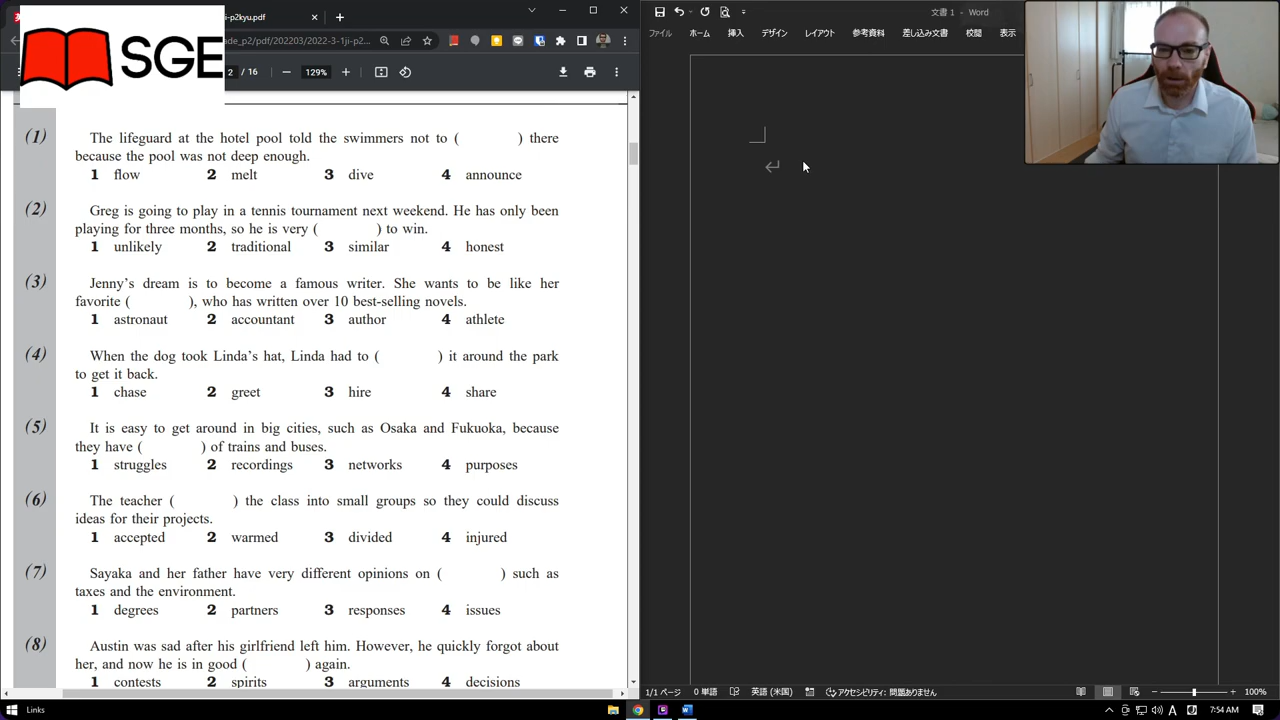 i-p2kyu.pdf
文書 1 - Word
ade_p2/pdf/202203/2022-3-1ji-p2...
ファイル ホーム 挿入 デザイン レイアウト 参考資料 差し込み文書 校閲 表示
SGE
2 / 16 129%
(1) The lifeguard at the hotel pool told the swimmers not to ( ) there
because the pool was not deep enough.
1 flow 2 melt 3 dive 4 announce
(2) Greg is going to play in a tennis tournament next weekend. He has only been
playing for three months, so he is very ( ) to win.
1 unlikely 2 traditional 3 similar 4 honest
(3) Jenny's dream is to become a famous writer. She wants to be like her
favorite ( ), who has written over 10 best-selling novels.
1 astronaut 2 accountant 3 author 4 athlete
(4) When the dog took Linda's hat, Linda had to ( ) it around the park
to get it back.
1 chase 2 greet 3 hire 4 share
(5) It is easy to get around in big cities, such as Osaka and Fukuoka, because
they have ( ) of trains and buses.
1 struggles 2 recordings 3 networks 4 purposes
(6) The teacher ( ) the class into small groups so they could discuss
ideas for their projects.
1 accepted 2 warmed 3 divided 4 injured
(7) Sayaka and her father have very different opinions on ( ) such as
taxes and the environment.
1 degrees 2 partners 3 responses 4 issues
(8) Austin was sad after his girlfriend left him. However, he quickly forgot about
her, and now he is in good ( ) again.
1 contests 2 spirits 3 arguments 4 decisions
1/1 ページ 0 単語 英語 (米国) アクセシビリティ: 問題ありません 100%
Links 7:54 AM